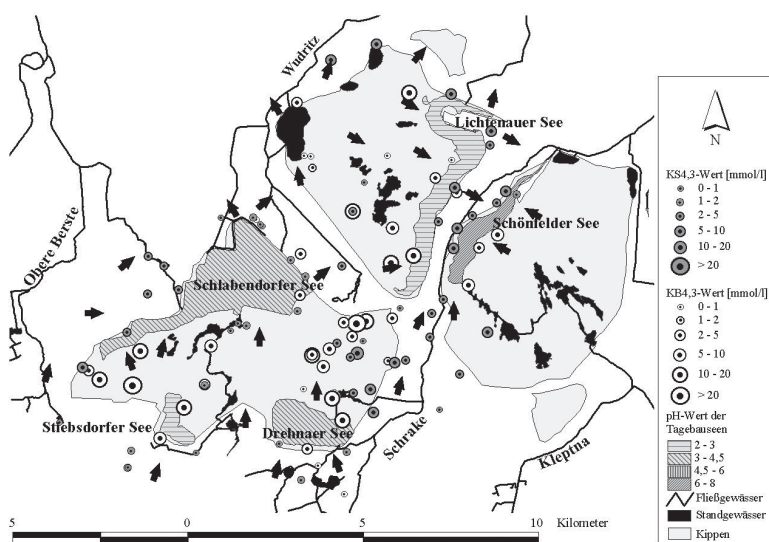 Wudritz
Lichtenauer See
Obere Berste
Schönfelder See
Schlabendorfer See
Stiebsdorfer See
Drehnaer See
Schrake
Kleptna
5 0 5 10 Kilometer
N
KS4,3-Wert [mmol/l]
0 - 1
1 - 2
2 - 5
5 - 10
10 - 20
> 20
KB4,3-Wert [mmol/l]
0 - 1
1 - 2
2 - 5
5 - 10
10 - 20
> 20
pH-Wert der
Tagebauseen
2 - 3
3 - 4,5
4,5 - 6
6 - 8
Fließgewässer
Standgewässer
Kippen